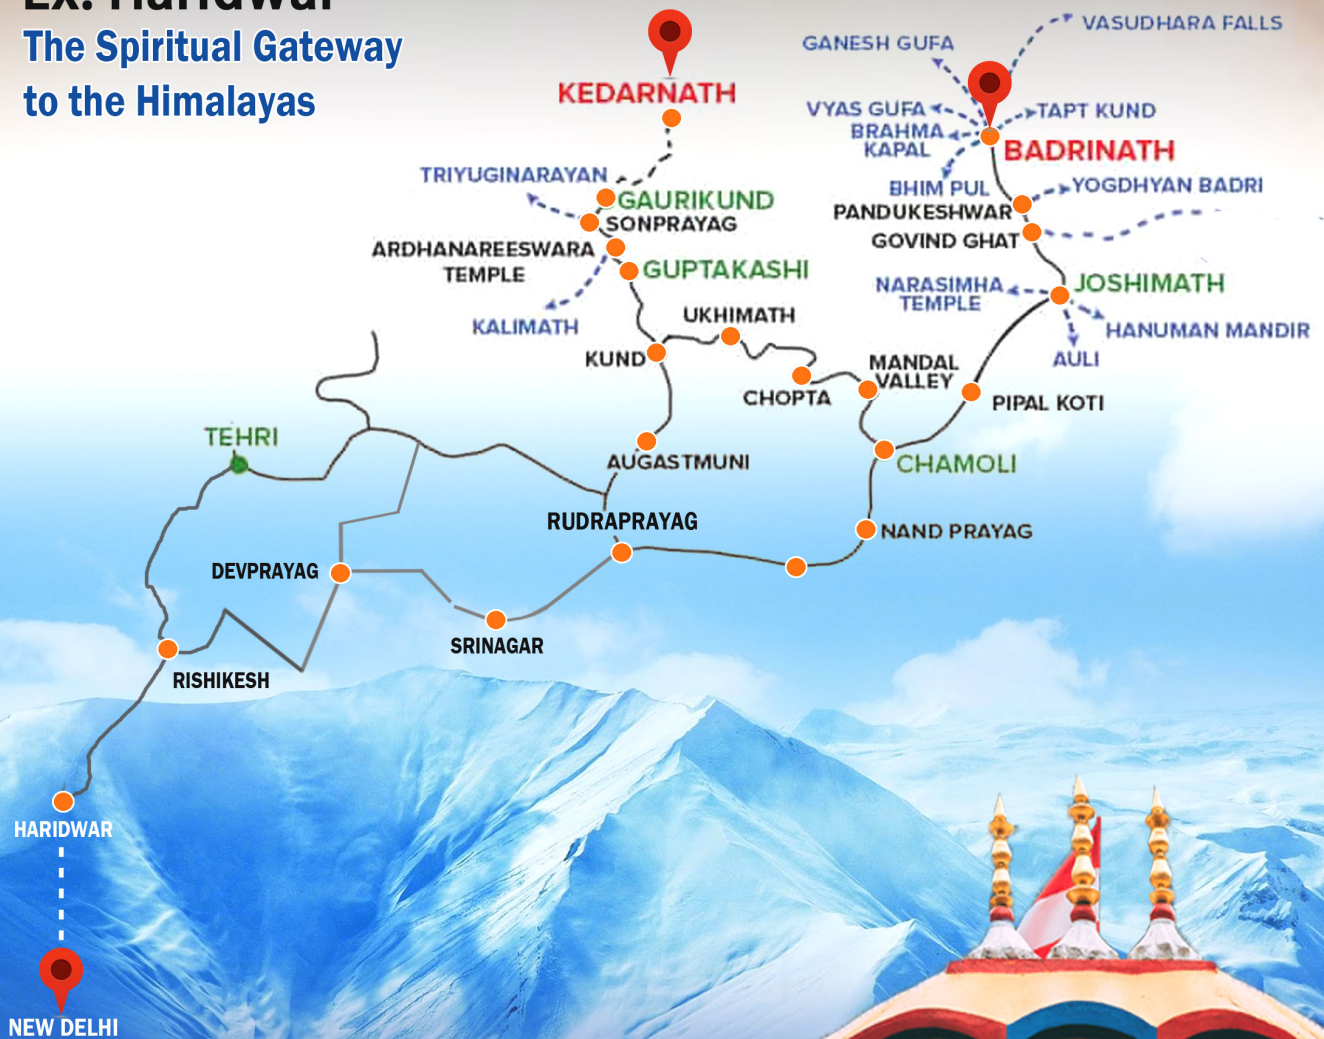 Ex. Haridwar
The Spiritual Gateway
to the Himalayas
KEDARNATH
VASUDHARA FALLS
GANESH GUFA
VYAS GUFA
TAPT KUND
BRAHMA
KAPAL
BADRINATH
BHIM PUL
YOGDHYAN BADRI
PANDUKESHWAR
GOVIND GHAT
TRIYUGINARAYAN
GAURIKUND
SONPRAYAG
ARDHANAREESWARA
TEMPLE
GUPTAKASHI
KALIMATH
NARASIMHA
TEMPLE
JOSHIMATH
HANUMAN MANDIR
AULI
UKHIMATH
KUND
CHOPTA
MANDAL
VALLEY
PIPAL KOTI
AUGASTMUNI
CHAMOLI
TEHRI
RUDRAPRAYAG
NAND PRAYAG
DEVPRAYAG
SRINAGAR
RISHIKESH
HARIDWAR
NEW DELHI